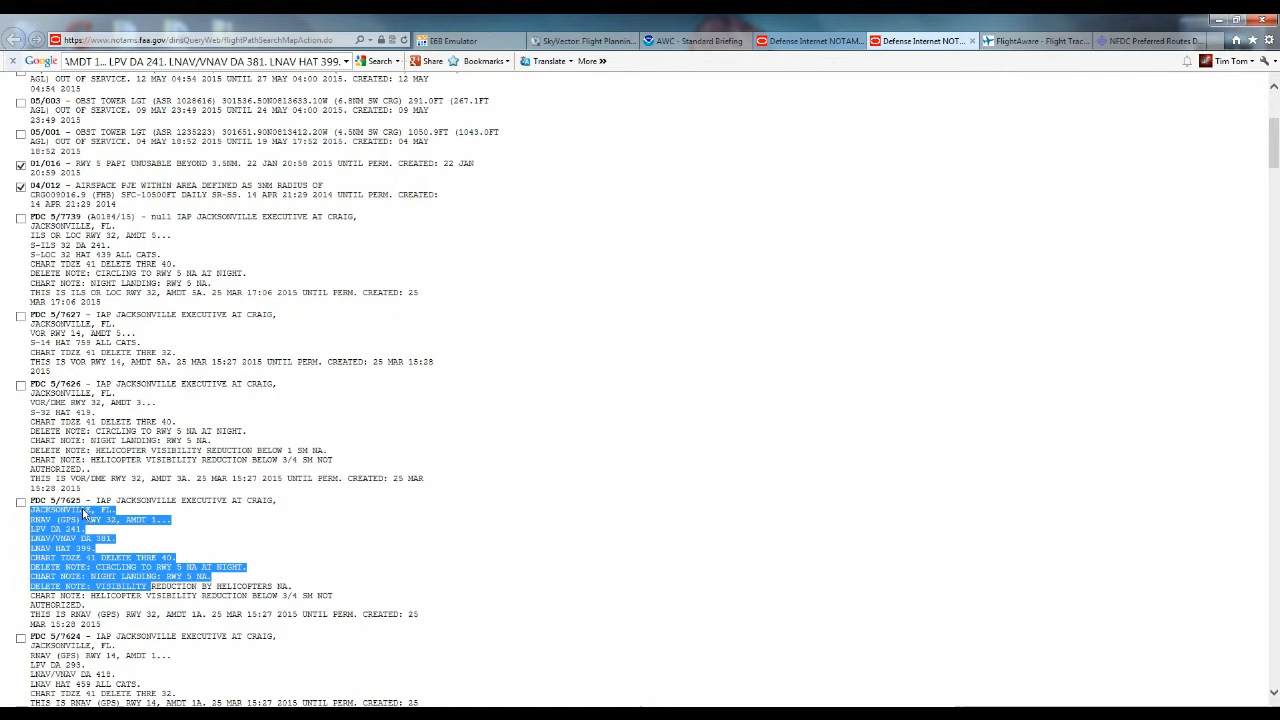 https://www.notams.faa.gov/dinsQueryWeb/flightPathSearchMapAction.do
E6B Emulator
SkyVector: Flight Plannin...
AWC - Standard Briefing
Defense Internet NOTAM...
Defense Internet NOT...
FlightAware - Flight Trac...
NFDC Preferred Routes D...
x Google AMDT 1... LPV DA 241. LNAV/VNAV DA 381. LNAV HAT 399. Search Share Bookmarks Translate More >> Tim Tom
AGL) OUT OF SERVICE. 12 MAY 04:54 2015 UNTIL 27 MAY 04:00 2015. CREATED: 12 MAY
04:54 2015
05/003 - OBST TOWER LGT (ASR 1028616) 301536.50N0813633.10W (6.8NM SW CRG) 291.0FT (267.1FT
AGL) OUT OF SERVICE. 09 MAY 23:49 2015 UNTIL 24 MAY 04:00 2015. CREATED: 09 MAY
23:49 2015
05/001 - OBST TOWER LGT (ASR 1235223) 301651.90N0813412.20W (4.5NM SW CRG) 1050.9FT (1043.0FT
AGL) OUT OF SERVICE. 04 MAY 18:52 2015 UNTIL 19 MAY 17:52 2015. CREATED: 04 MAY
18:52 2015
01/016 - RWY 5 PAPI UNUSABLE BEYOND 3.5NM. 22 JAN 20:58 2015 UNTIL PERM. CREATED: 22 JAN
20:59 2015
04/012 - AIRSPACE PJE WITHIN AREA DEFINED AS 3NM RADIUS OF
CRG009016.9 (FHB) SFC-10500FT DAILY SR-SS. 14 APR 21:29 2014 UNTIL PERM. CREATED:
14 APR 21:29 2014
FDC 5/7739 (A0184/15) - null IAP JACKSONVILLE EXECUTIVE AT CRAIG,
JACKSONVILLE, FL.
ILS OR LOC RWY 32, AMDT 5...
S-ILS 32 DA 241.
S-LOC 32 HAT 439 ALL CATS.
CHART TDZE 41 DELETE THRE 40.
DELETE NOTE: CIRCLING TO RWY 5 NA AT NIGHT.
CHART NOTE: NIGHT LANDING: RWY 5 NA.
THIS IS ILS OR LOC RWY 32, AMDT 5A. 25 MAR 17:06 2015 UNTIL PERM. CREATED: 25
MAR 17:06 2015
FDC 5/7627 - IAP JACKSONVILLE EXECUTIVE AT CRAIG,
JACKSONVILLE, FL.
VOR RWY 14, AMDT 5...
S-14 HAT 759 ALL CATS.
CHART TDZE 41 DELETE THRE 32.
THIS IS VOR RWY 14, AMDT 5A. 25 MAR 15:27 2015 UNTIL PERM. CREATED: 25 MAR 15:28
2015
FDC 5/7626 - IAP JACKSONVILLE EXECUTIVE AT CRAIG,
JACKSONVILLE, FL.
VOR/DME RWY 32, AMDT 3...
S-32 HAT 419.
CHART TDZE 41 DELETE THRE 40.
DELETE NOTE: CIRCLING TO RWY 5 NA AT NIGHT.
CHART NOTE: NIGHT LANDING: RWY 5 NA.
DELETE NOTE: HELICOPTER VISIBILITY REDUCTION BELOW 1 SM NA.
CHART NOTE: HELICOPTER VISIBILITY REDUCTION BELOW 3/4 SM NOT
AUTHORIZED..
THIS IS VOR/DME RWY 32, AMDT 3A. 25 MAR 15:27 2015 UNTIL PERM. CREATED: 25 MAR
15:28 2015
FDC 5/7625 - IAP JACKSONVILLE EXECUTIVE AT CRAIG,
JACKSONVILLE, FL.
RNAV (GPS) RWY 32, AMDT 1...
LPV DA 241.
LNAV/VNAV DA 381.
LNAV HAT 399.
CHART TDZE 41 DELETE THRE 40.
DELETE NOTE: CIRCLING TO RWY 5 NA AT NIGHT.
CHART NOTE: NIGHT LANDING: RWY 5 NA.
DELETE NOTE: VISIBILITY REDUCTION BY HELICOPTERS NA.
CHART NOTE: HELICOPTER VISIBILITY REDUCTION BELOW 3/4 SM NOT
AUTHORIZED.
THIS IS RNAV (GPS) RWY 32, AMDT 1A. 25 MAR 15:27 2015 UNTIL PERM. CREATED: 25
MAR 15:28 2015
FDC 5/7624 - IAP JACKSONVILLE EXECUTIVE AT CRAIG,
JACKSONVILLE, FL.
RNAV (GPS) RWY 14, AMDT 1...
LPV DA 293.
LNAV/VNAV DA 418.
LNAV HAT 459 ALL CATS.
CHART TDZE 41 DELETE THRE 32.
THIS IS RNAV (GPS) RWY 14, AMDT 1A. 25 MAR 15:27 2015 UNTIL PERM. CREATED: 25